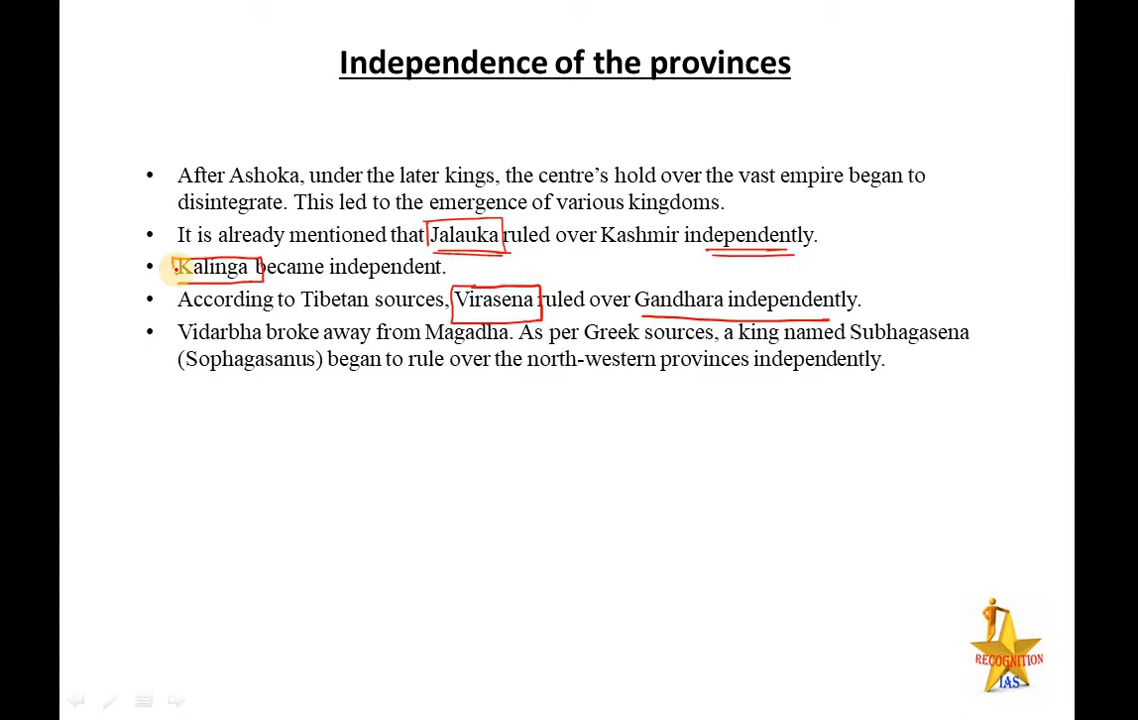 Independence of the provinces
• After Ashoka, under the later kings, the centre’s hold over the vast empire began to
disintegrate. This led to the emergence of various kingdoms.
• It is already mentioned that Jalauka ruled over Kashmir independently.
• Kalinga became independent.
• According to Tibetan sources, Virasena ruled over Gandhara independently.
• Vidarbha broke away from Magadha. As per Greek sources, a king named Subhagasena
(Sophagasanus) began to rule over the north-western provinces independently.
RECOGNITION
IAS